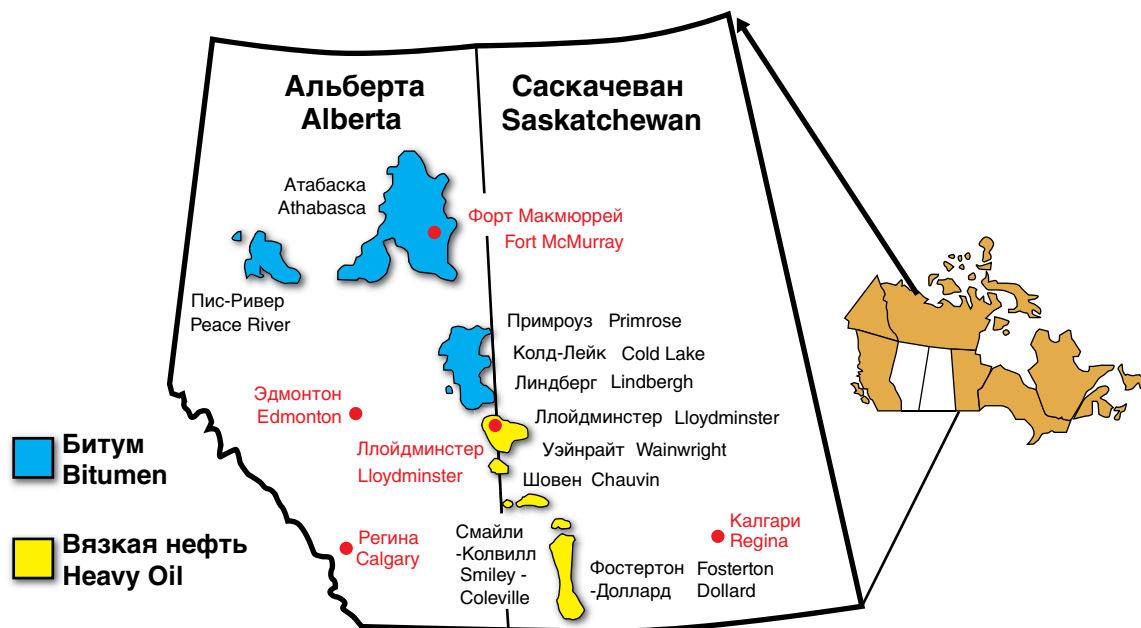 Альберта
Alberta
Саскачеван
Saskatchewan
Атабаска
Athabasca
Форт Макмюррей
Fort McMurray
Пис-Ривер
Peace River
Примроуз Primrose
Колд-Лейк Cold Lake
Линдберг Lindbergh
Эдмонтон
Edmonton
Ллойдминстер Lloydminster
Ллойдминстер
Lloydminster
Уэйнрайт Wainwright
Шовен Chauvin
Битум
Bitumen
Вязкая нефть
Heavy Oil
Регина
Calgary
Смайли
-Колвилл
Smiley -
Coleville
Фостертон
-Доллард
Fosterton
Dollard
Калгари
Regina